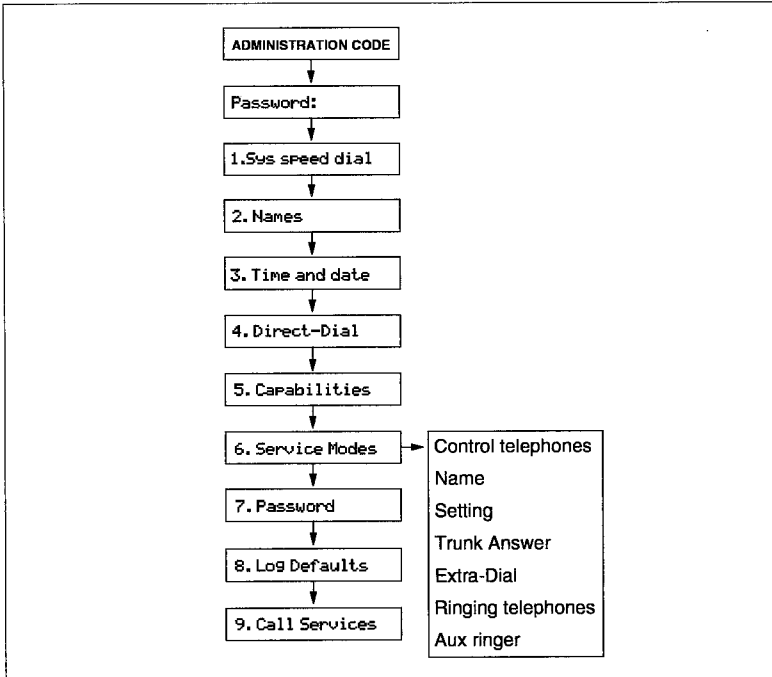 ADMINISTRATION CODE
Password:
1.Sys speed dial
2. Names
3. Time and date
4. Direct-Dial
5. Capabilities
6. Service Modes
Control telephones
Name
Setting
Trunk Answer
Extra-Dial
Ringing telephones
Aux ringer
7. Password
8. Log Defaults
9. Call Services